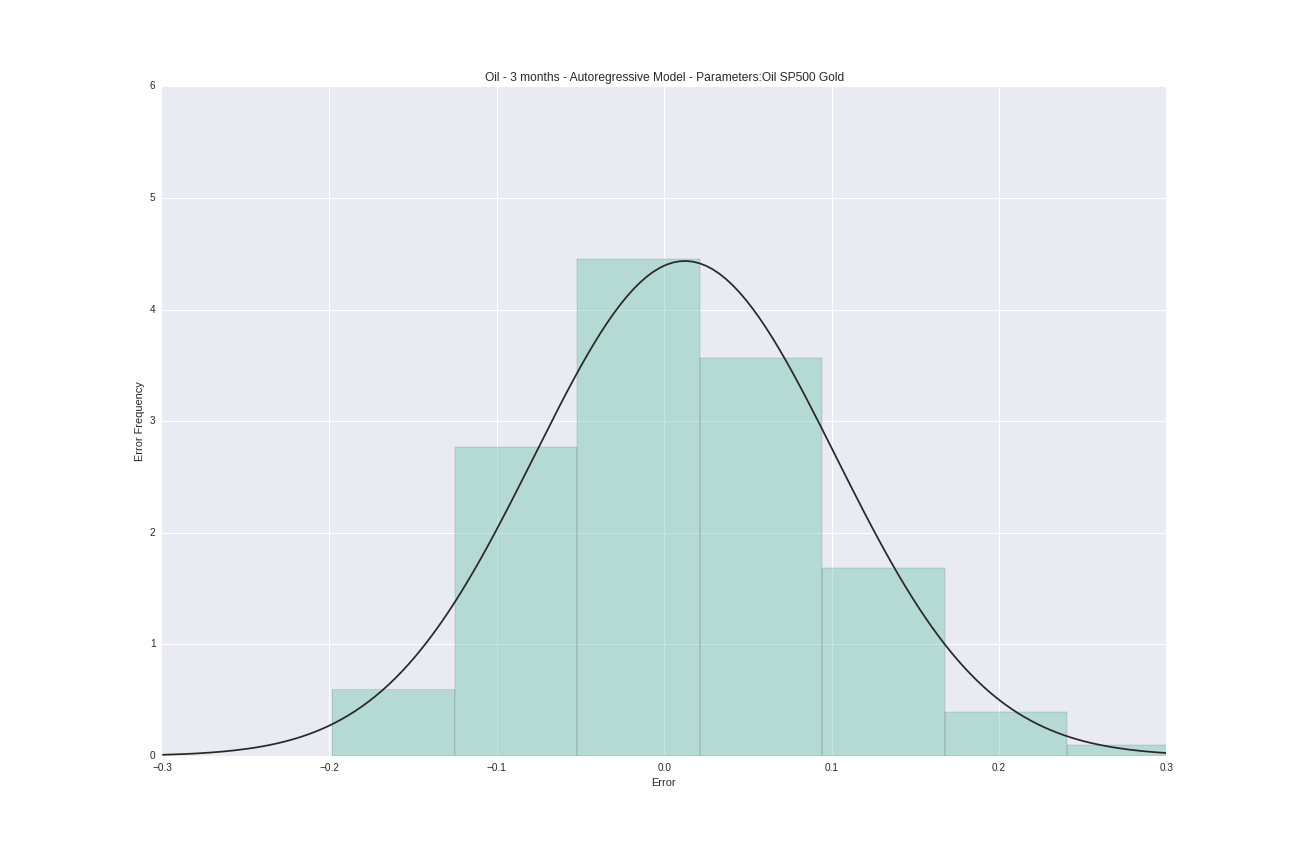 Oil - 3 months - Autoregressive Model - Parameters:Oil SP500 Gold
6
5
4
3
2
1
0
Error Frequency
−0.3 −0.2 −0.1 0.0 0.1 0.2 0.3
Error